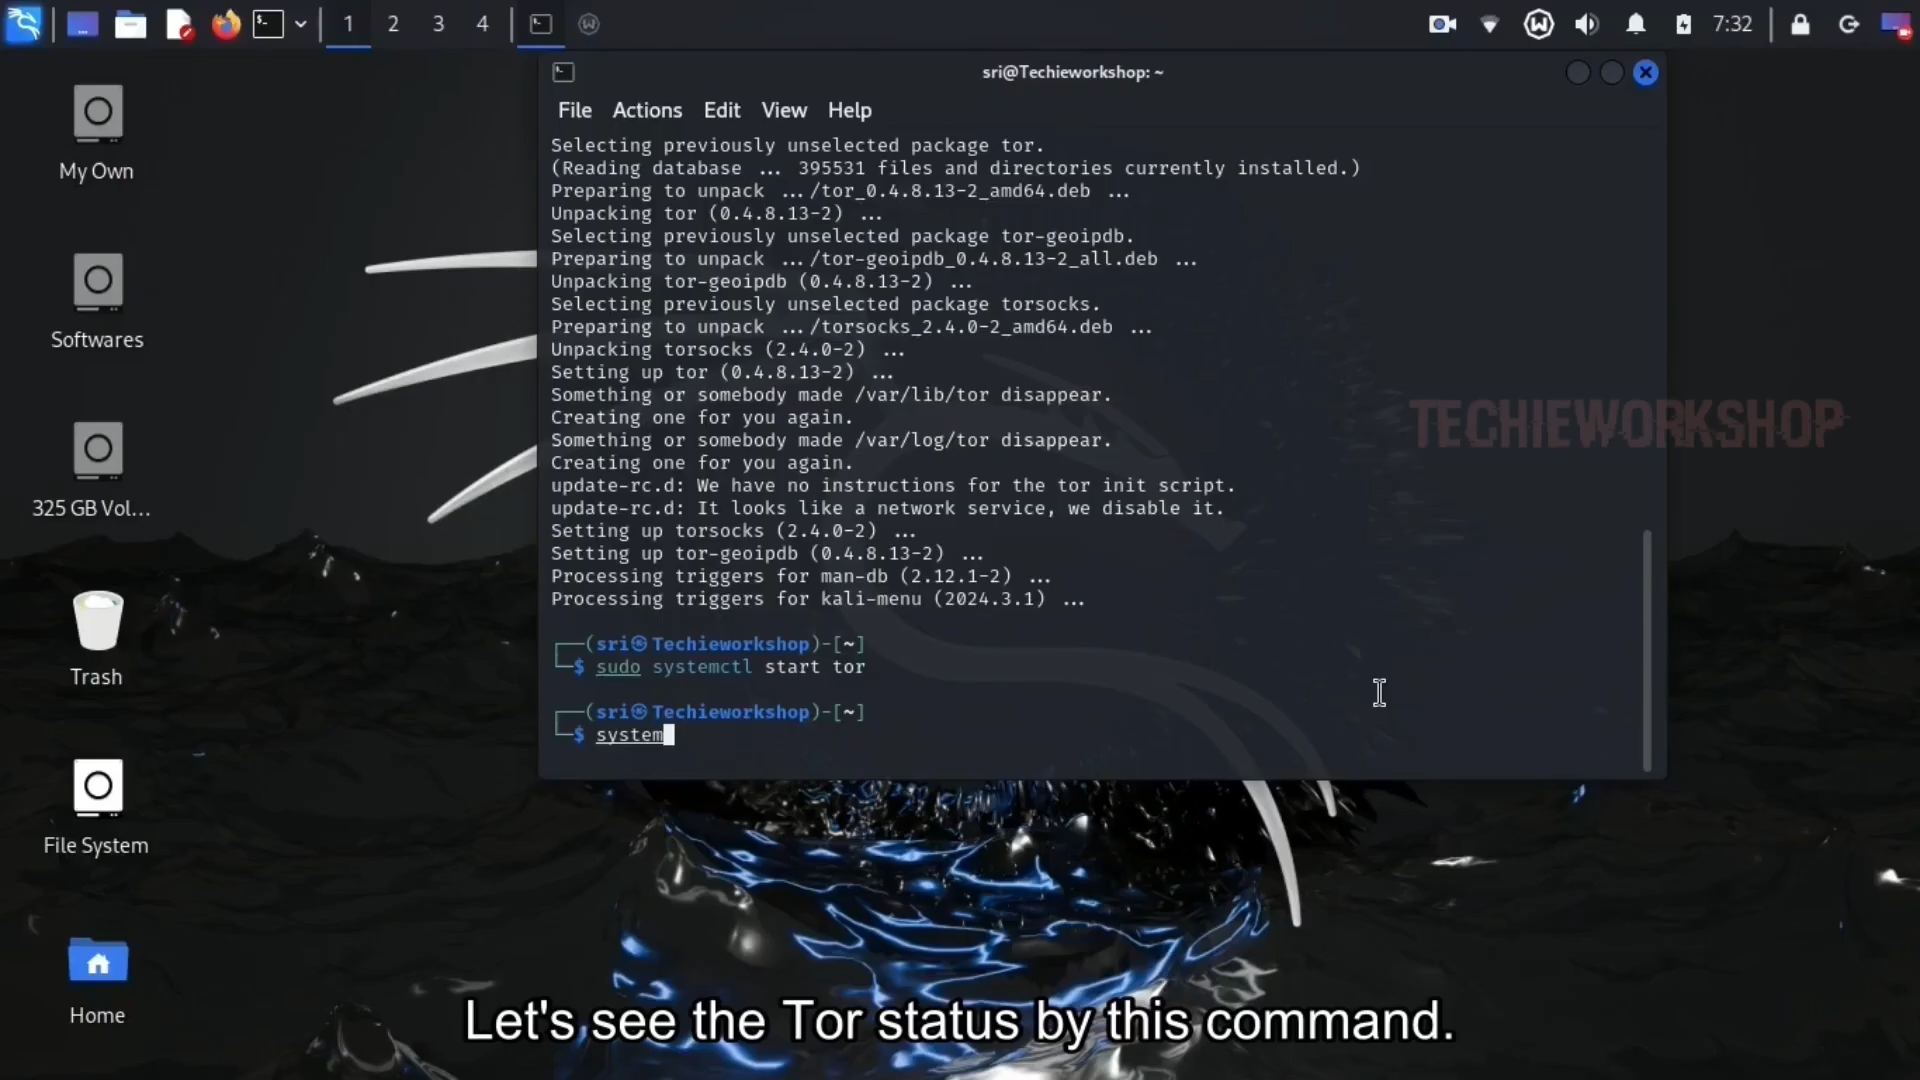 1 2 3 4
7:32
sri@Techieworkshop: ~
File Actions Edit View Help
Selecting previously unselected package tor.
(Reading database ... 395531 files and directories currently installed.)
Preparing to unpack .../tor_0.4.8.13-2_amd64.deb ...
Unpacking tor (0.4.8.13-2) ...
Selecting previously unselected package tor-geoipdb.
Preparing to unpack .../tor-geoipdb_0.4.8.13-2_all.deb ...
Unpacking tor-geoipdb (0.4.8.13-2) ...
Selecting previously unselected package torsocks.
Preparing to unpack .../torsocks_2.4.0-2_amd64.deb ...
Unpacking torsocks (2.4.0-2) ...
Setting up tor (0.4.8.13-2) ...
Something or somebody made /var/lib/tor disappear.
Creating one for you again.
Something or somebody made /var/log/tor disappear.
Creating one for you again.
update-rc.d: We have no instructions for the tor init script.
update-rc.d: It looks like a network service, we disable it.
Setting up torsocks (2.4.0-2) ...
Setting up tor-geoipdb (0.4.8.13-2) ...
Processing triggers for man-db (2.12.1-2) ...
Processing triggers for kali-menu (2024.3.1) ...
┌──(sri㉿Techieworkshop)-[~]
└─$ sudo systemctl start tor
┌──(sri㉿Techieworkshop)-[~]
└─$ system
TECHIEWORKSHOP
My Own
Softwares
325 GB Vol...
Trash
File System
Home
Let's see the Tor status by this command.